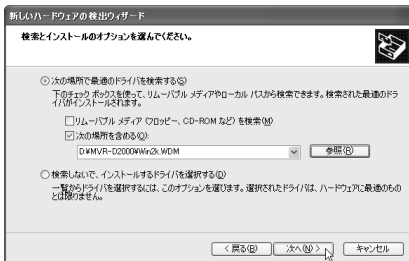 新しいハードウェアの検出ウィザード
検索とインストールのオプションを選んでください。
次の場所で最適のドライバを検索する(S)
下のチェック ボックスを使って、リムーバブル メディアやローカル パスから検索できます。検索された最適のドラ
イバがインストールされます。
リムーバブル メディア (フロッピー、CD-ROM など) を検索(M)
次の場所を含める(O):
D:¥MVR-D2000¥Win2k.WDM
参照(R)
検索しないで、インストールするドライバを選択する(D)
一覧からドライバを選択するには、このオプションを選びます。選択されたドライバは、ハードウェアに最適のもの
とは限りません。
< 戻る(B)
次へ(N) >
キャンセル